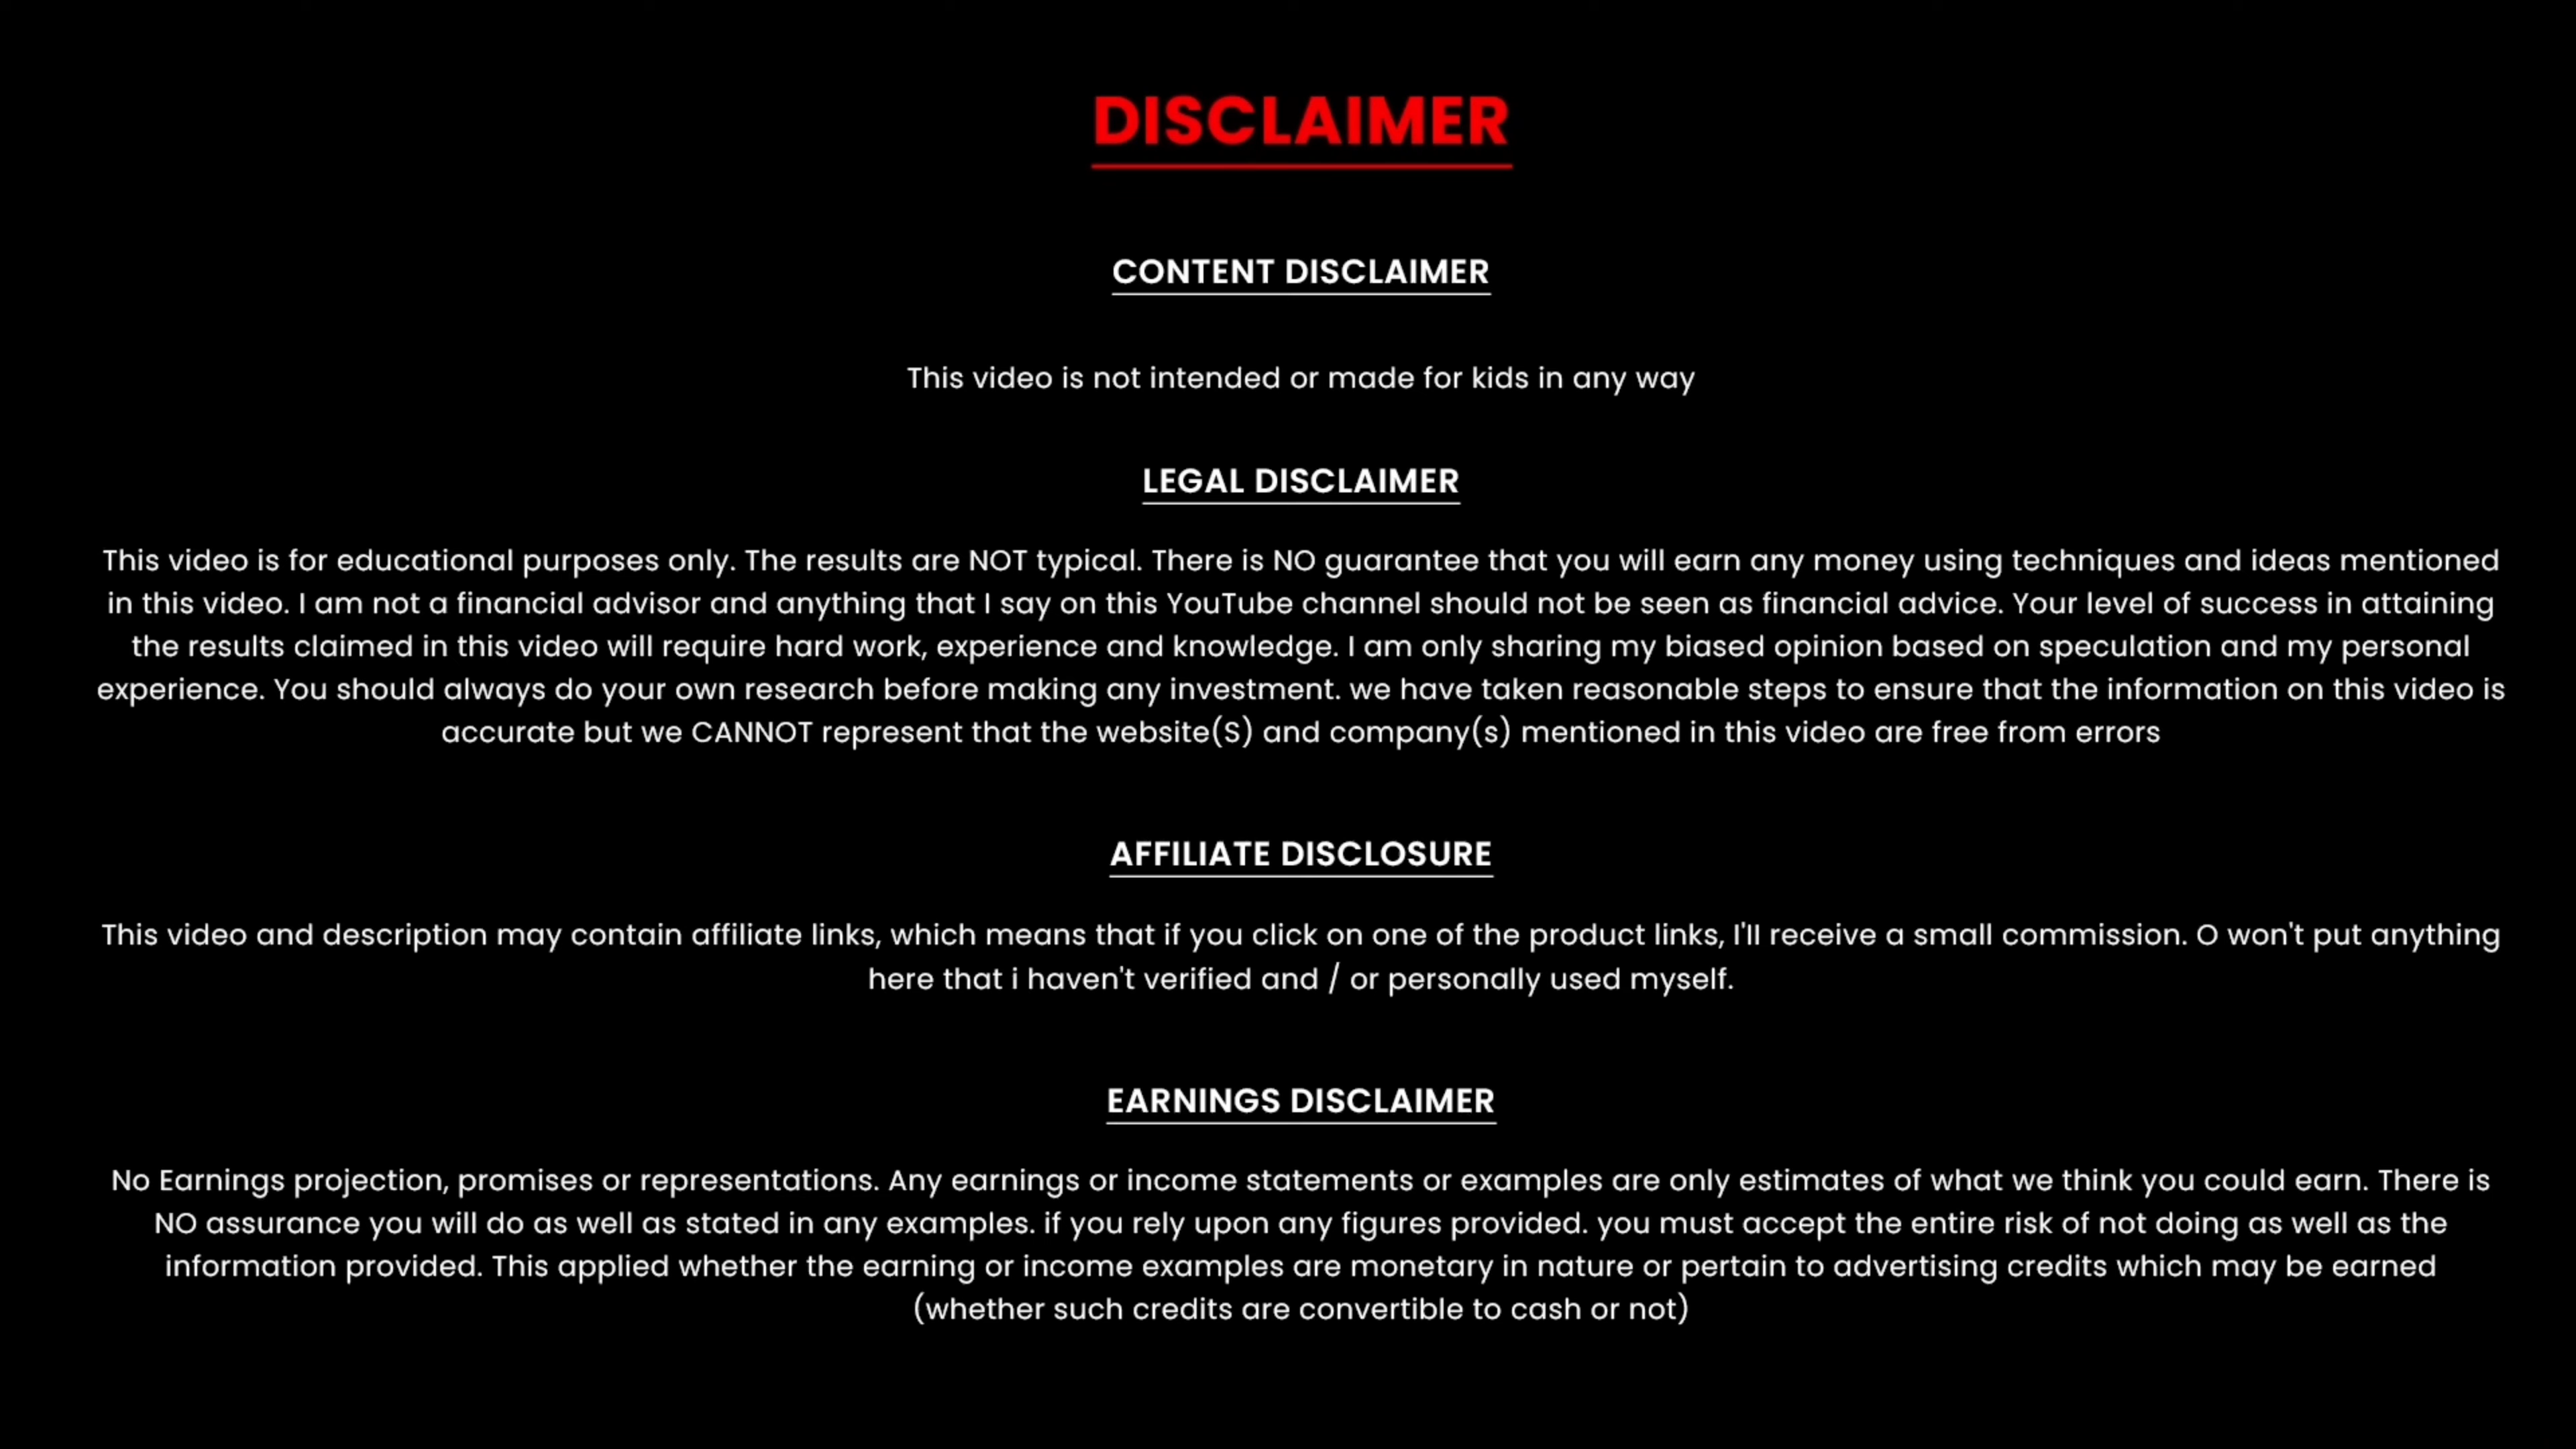 DISCLAIMER
CONTENT DISCLAIMER
This video is not intended or made for kids in any way
LEGAL DISCLAIMER
This video is for educational purposes only. The results are NOT typical. There is NO guarantee that you will earn any money using techniques and ideas mentioned
in this video. I am not a financial advisor and anything that I say on this YouTube channel should not be seen as financial advice. Your level of success in attaining
the results claimed in this video will require hard work, experience and knowledge. I am only sharing my biased opinion based on speculation and my personal
experience. You should always do your own research before making any investment. we have taken reasonable steps to ensure that the information on this video is
accurate but we CANNOT represent that the website(S) and company(s) mentioned in this video are free from errors
AFFILIATE DISCLOSURE
This video and description may contain affiliate links, which means that if you click on one of the product links, I'll receive a small commission. O won't put anything
here that i haven't verified and / or personally used myself.
EARNINGS DISCLAIMER
No Earnings projection, promises or representations. Any earnings or income statements or examples are only estimates of what we think you could earn. There is
NO assurance you will do as well as stated in any examples. if you rely upon any figures provided. you must accept the entire risk of not doing as well as the
information provided. This applied whether the earning or income examples are monetary in nature or pertain to advertising credits which may be earned
(whether such credits are convertible to cash or not)